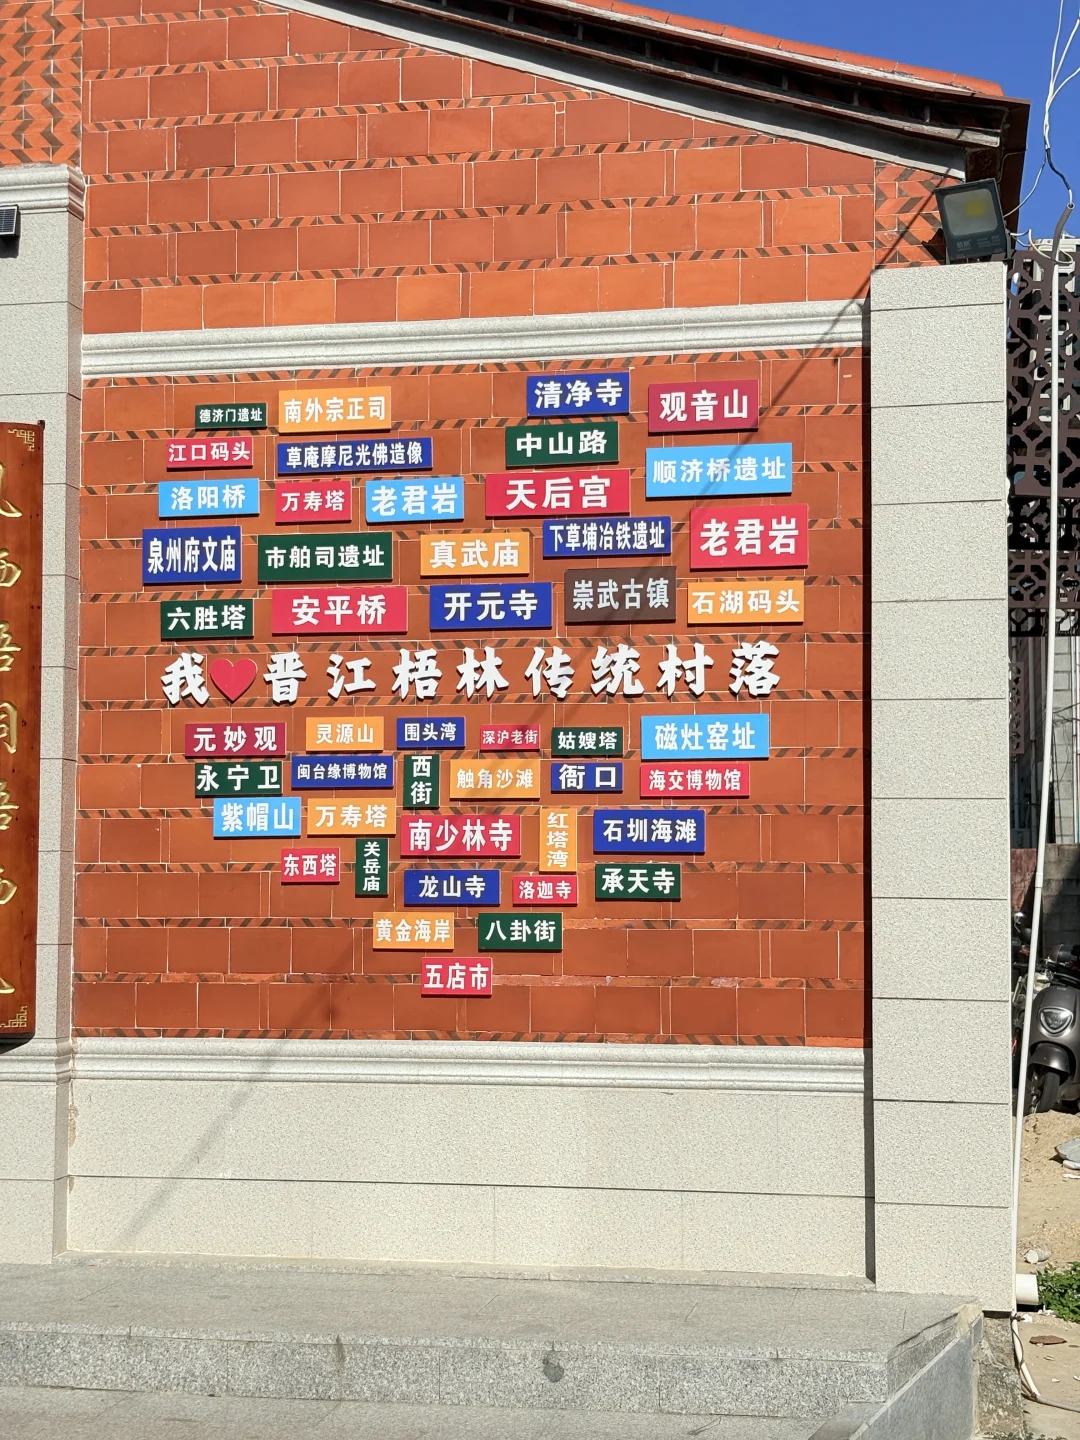 德济门遗址 南外宗正司 清净寺 观音山
江口码头 草庵摩尼光佛造像 中山路 顺济桥遗址
洛阳桥 万寿塔 老君岩 天后宫
泉州府文庙 市舶司遗址 真武庙 下草埔冶铁遗址 老君岩
六胜塔 安平桥 开元寺 崇武古镇 石湖码头
我❤晋江梧林传统村落
元妙观 灵源山 围头湾 深沪老街 姑嫂塔 磁灶窑址
永宁卫 闽台缘博物馆 西街 触角沙滩 衙口 海交博物馆
紫帽山 万寿塔 南少林寺 红塔湾 石圳海滩
东西塔 关岳庙 龙山寺 洛迦寺 承天寺
黄金海岸 八卦街
五店市